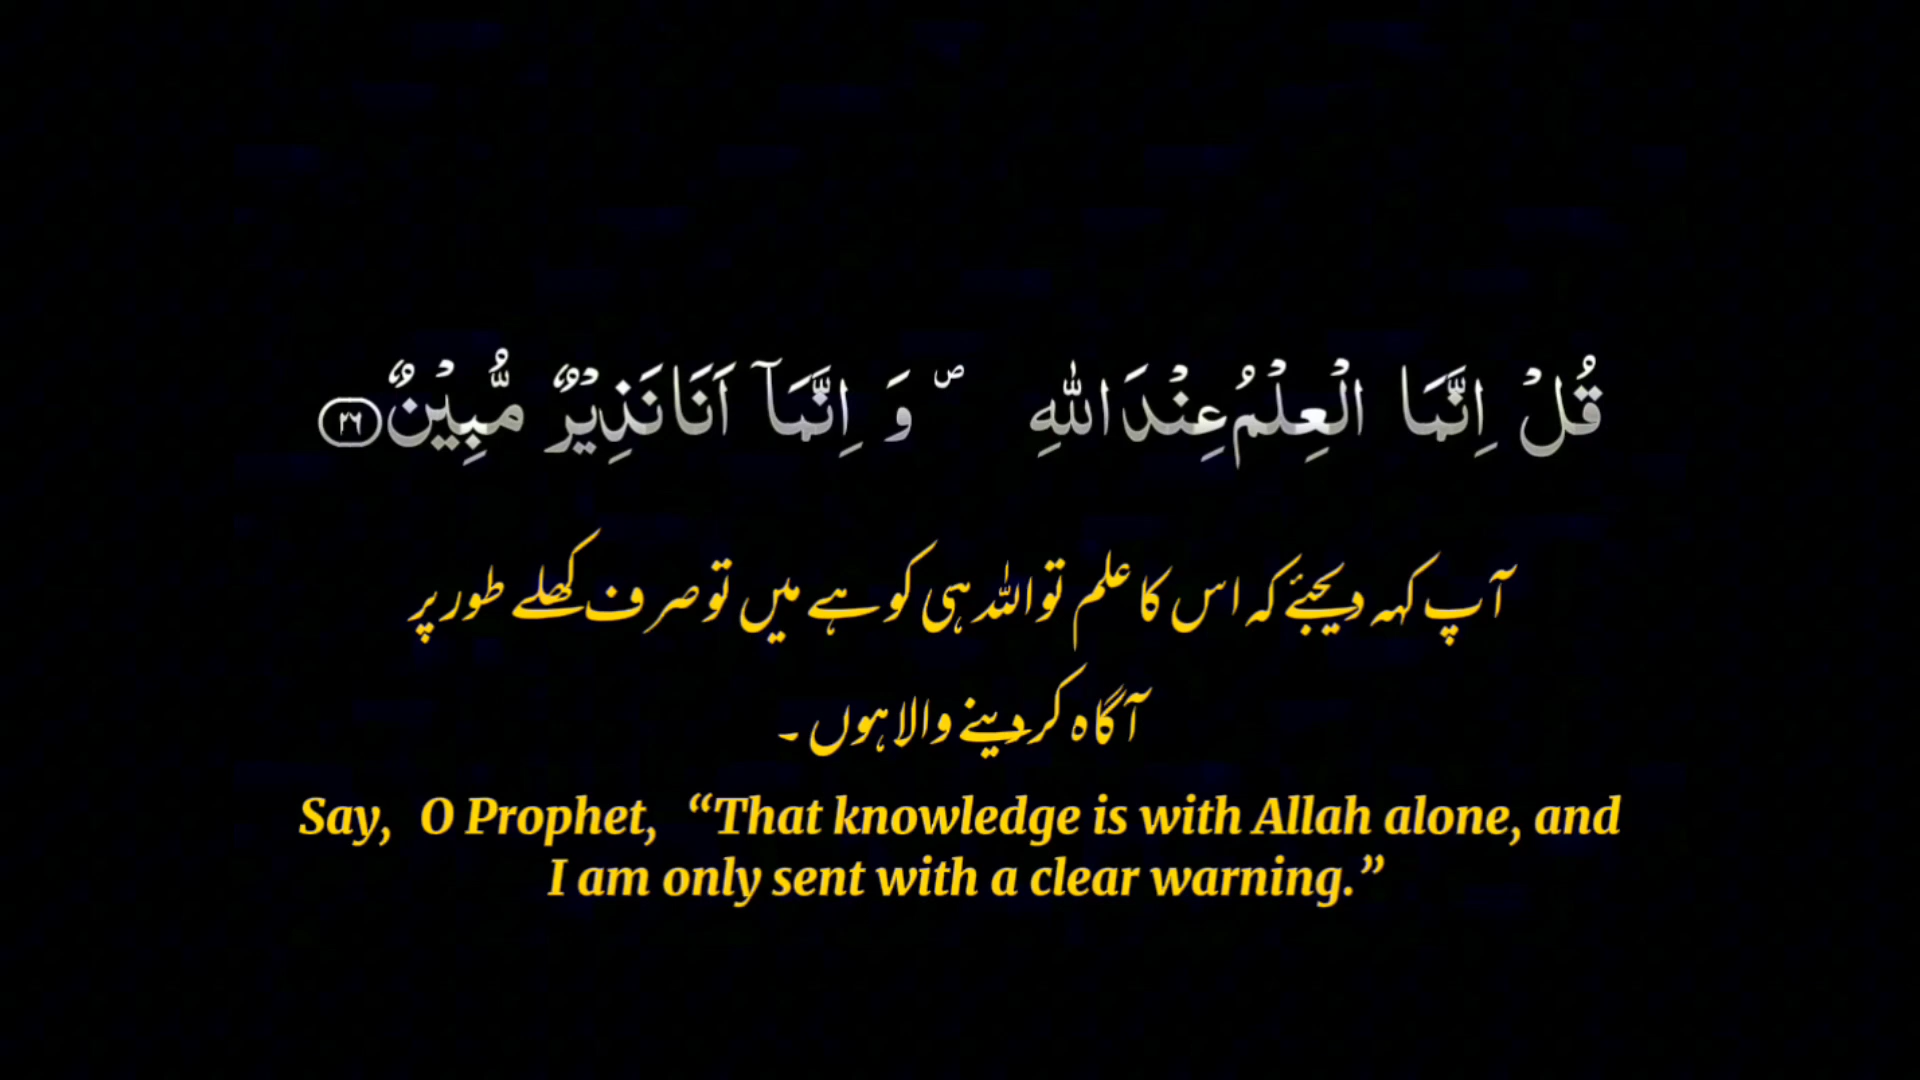 قُلْ اِنَّمَا الْعِلْمُ عِنْدَ اللّٰهِ ۪ وَ اِنَّمَاۤ اَنَا نَذِیْرٌ مُّبِیْنٌ ﴿۲۶﴾
آپ کہہ دیجئے کہ اس کا علم تو اللہ ہی کو ہے میں تو صرف کھلے طور پر
آگاہ کر دینے والا ہوں ۔
Say, O Prophet, “That knowledge is with Allah alone, and
I am only sent with a clear warning.”